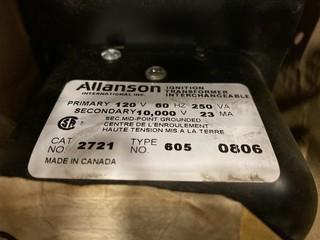 Allanson
INTERNATIONAL INC.
IGNITION
TRANSFORMER
INTERCHANGEABLE
PRIMARY 120 V 60 HZ 250 VA
SECONDARY 10,000 V 23 MA
SEC. MID-POINT GROUNDED
CENTRE DE L'ENROULEMENT
HAUTE TENSION MIS A LA TERRE
CAT NO. 2721 TYPE NO. 605 0806
MADE IN CANADA